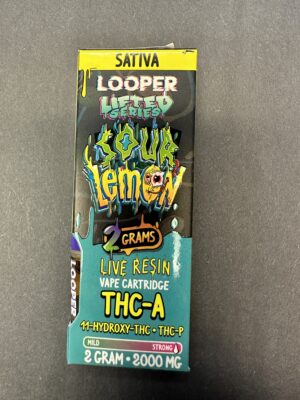 SATIVA
LOOPER
LIFTED
SERIES
SOUR
Lemon
2 GRAMS
LIVE RESIN
VAPE CARTRIDGE
THC-A
11-HYDROXY-THC • THC-P
MILD STRONG
2 GRAM • 2000 MG
LOOPER